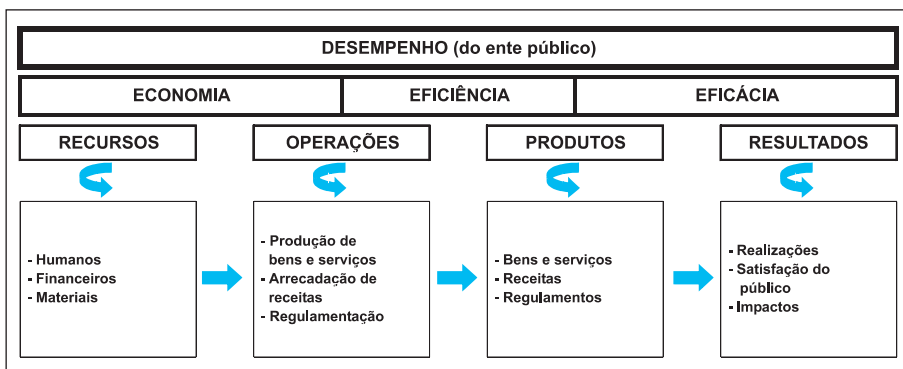 DESEMPENHO (do ente público)
ECONOMIA
EFICIÊNCIA
EFICÁCIA
RECURSOS
OPERAÇÕES
PRODUTOS
RESULTADOS
- Humanos
- Financeiros
- Materiais
- Produção de
bens e serviços
- Arrecadação de
receitas
- Regulamentação
- Bens e serviços
- Receitas
- Regulamentos
- Realizações
- Satisfação do
público
- Impactos